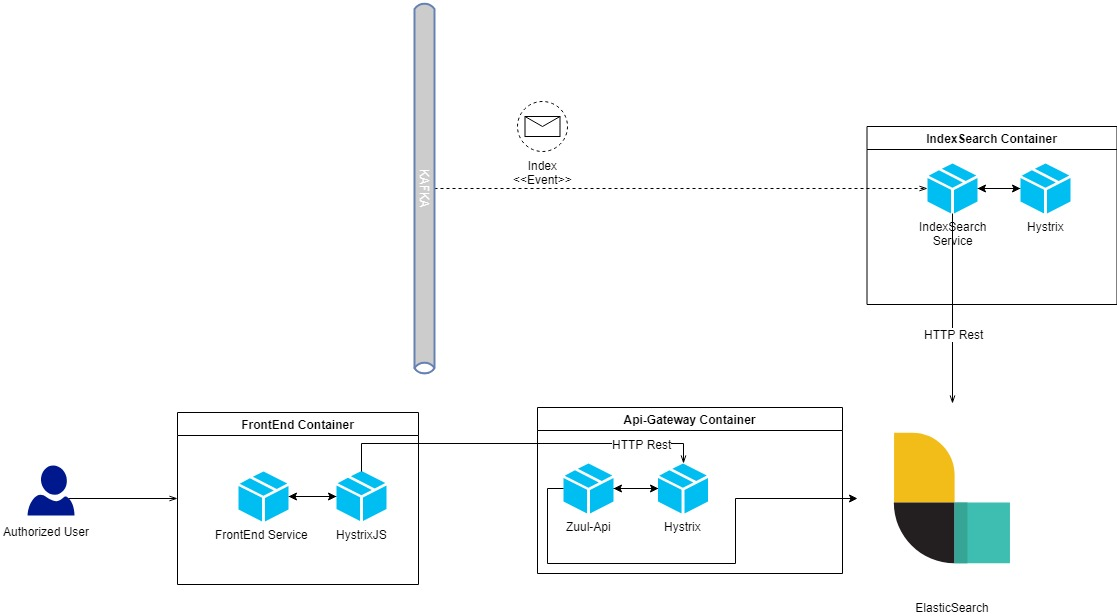 KAFKA
Index
<<Event>>
IndexSearch Container
IndexSearch
Service
Hystrix
HTTP Rest
FrontEnd Container
Api-Gateway Container
HTTP Rest
Authorized User
FrontEnd Service
HystrixJS
Zuul-Api
Hystrix
ElasticSearch